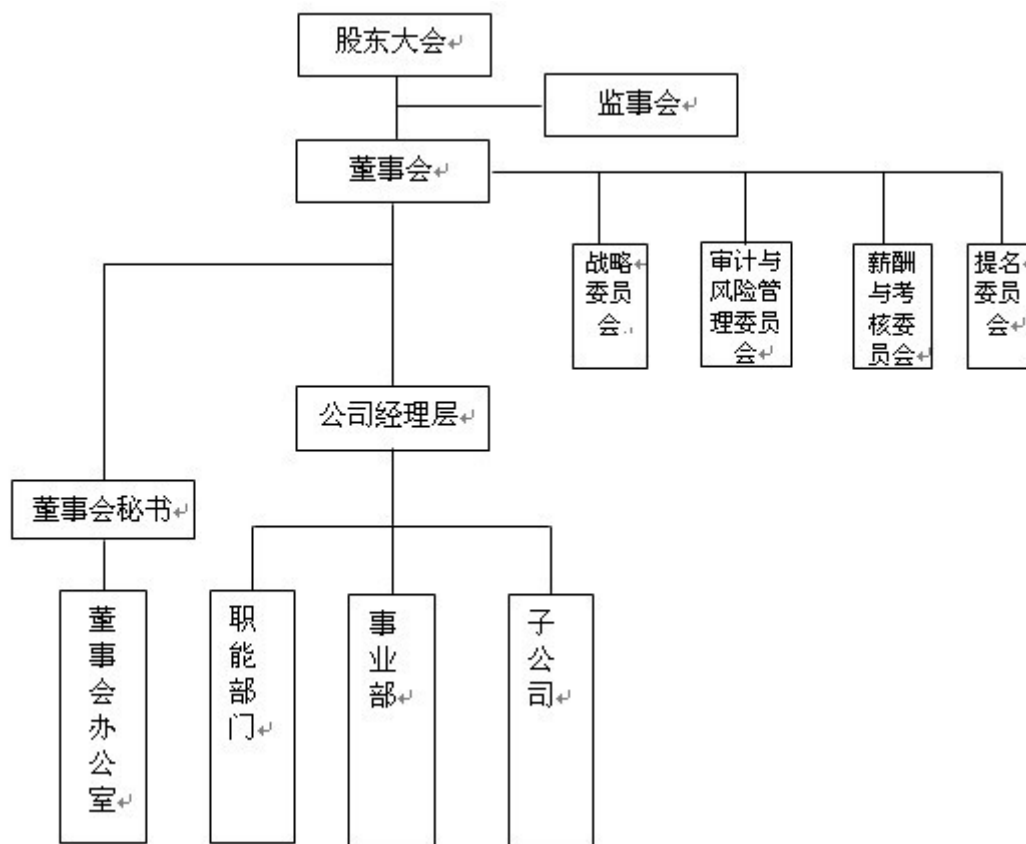 股东大会
监事会
董事会
战略
委员
会
审计与
风险管
理委员
会
薪酬
与考
核委
员会
提名
委员
会
公司经理层
董事会秘书
董
事
会
办
公
室
职
能
部
门
事
业
部
子
公
司